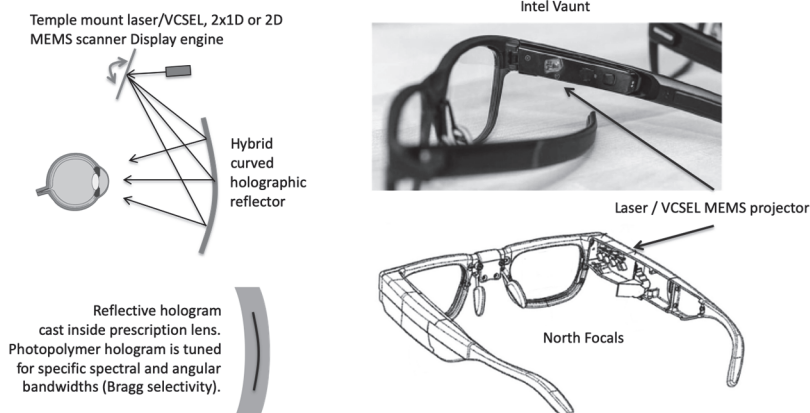 Temple mount laser/VCSEL, 2x1D or 2D
MEMS scanner Display engine
Hybrid
curved
holographic
reflector
Reflective hologram
cast inside prescription lens.
Photopolymer hologram is tuned
for specific spectral and angular
bandwidths (Bragg selectivity).
Intel Vaunt
Laser / VCSEL MEMS projector
North Focals